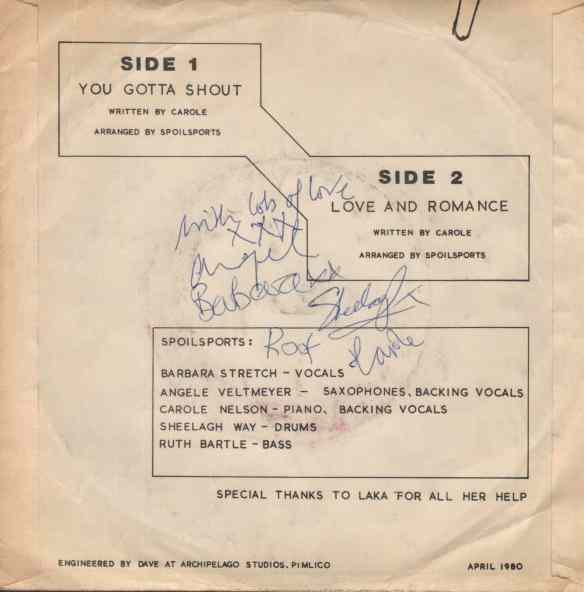 SIDE 1
YOU GOTTA SHOUT
WRITTEN BY CAROLE
ARRANGED BY SPOILSPORTS
SIDE 2
LOVE AND ROMANCE
WRITTEN BY CAROLE
ARRANGED BY SPOILSPORTS
with lots of love
XXXX
Angel
Barbara xx
Sheelagh x
Carole
SPOILSPORTS:
BARBARA STRETCH - VOCALS
ANGELE VELTMEYER - SAXOPHONES, BACKING VOCALS
CAROLE NELSON - PIANO, BACKING VOCALS
SHEELAGH WAY - DRUMS
RUTH BARTLE - BASS
SPECIAL THANKS TO LAKA FOR ALL HER HELP
ENGINEERED BY DAVE AT ARCHIPELAGO STUDIOS, PIMLICO
APRIL 1980